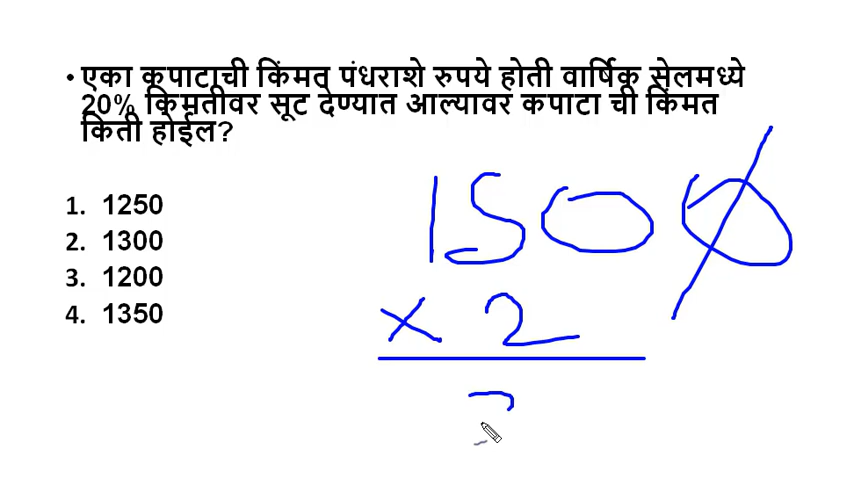 • एका कपाटाची किंमत पंधराशे रुपये होती वार्षिक सेलमध्ये
20% किमतीवर सूट देण्यात आल्यावर कपाटा ची किंमत
किती होईल?
1. 1250
2. 1300
3. 1200
4. 1350
1500
× 2